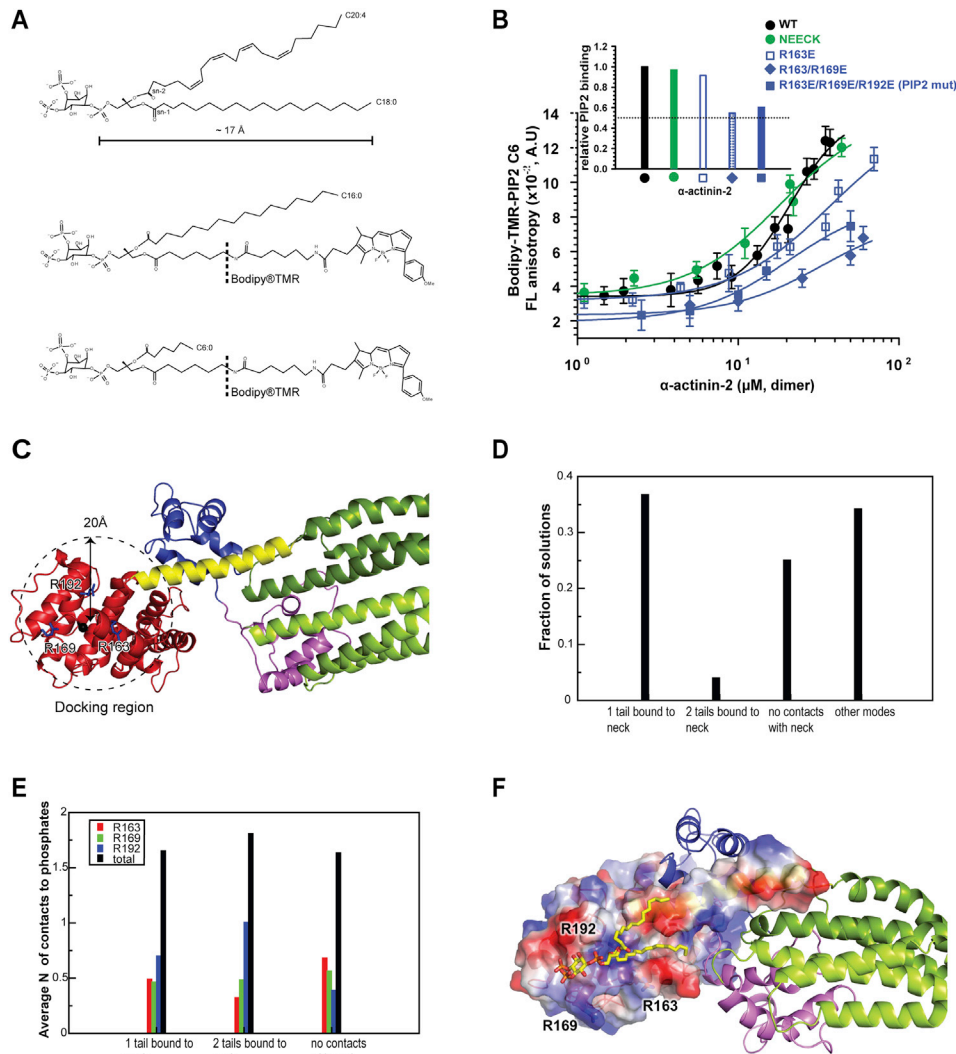 A
C20:4
sn-2
sn-1
C18:0
~ 17 Å
C16:0
Bodipy®TMR
OMe
C6:0
Bodipy®TMR
OMe
B
WT
NEECK
R163E
R163/R169E
R163E/R169E/R192E (PIP2 mut)
relative PIP2 binding
1.2
1.0
0.8
0.6
0.4
0.2
0.0
α-actinin-2
Bodipy-TMR-PIP2 C6
FL anisotropy (x10⁻², A.U)
14
12
10
8
6
4
2
10⁰
10¹
10²
α-actinin-2 (μM, dimer)
C
20Å
R192
R169
R163
Docking region
D
Fraction of solutions
0.4
0.3
0.2
0.1
0
1 tail bound to neck
2 tails bound to neck
no contacts with neck
other modes
E
Average N of contacts to phosphates
2
1.5
1
0.5
0
R163
R169
R192
total
1 tail bound to
2 tails bound to
no contacts
F
R192
R163
R169